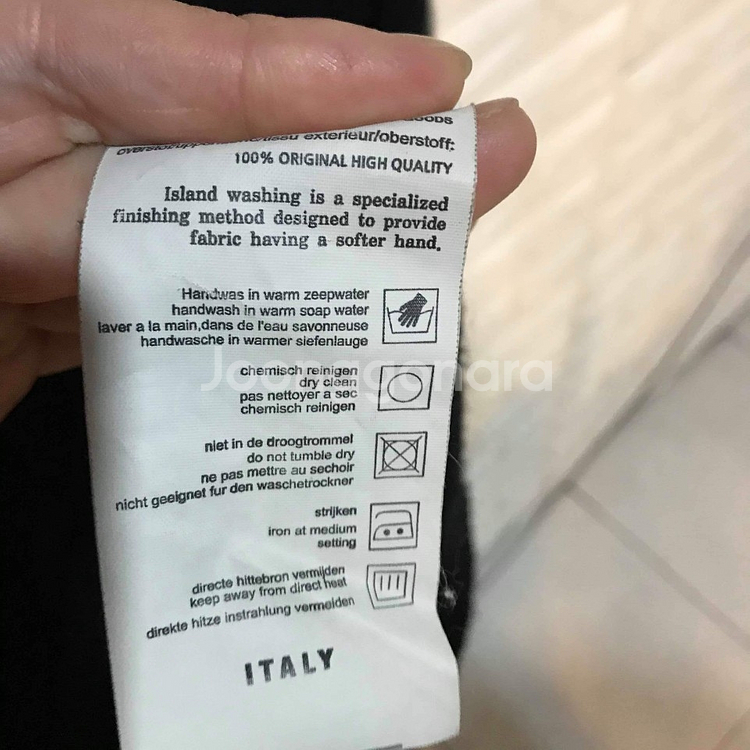 OODS
exterieur/oberstoff:
100% ORIGINAL HIGH QUALITY
Island washing is a specialized
finishing method designed to provide
fabric having a softer hand.
Handwas in warm zeepwater
handwash in warm soap water
laver a la main,dans de l'eau savonneuse
handwasche in warmer siefenlauge
chemisch reinigen
dry clean
pas nettoyer a sec
chemisch reinigen
niet in de droogtrommel
do not tumble dry
ne pas mettre au sechoir
nicht geeignet fur den waschetrockner
strijken
iron at medium
setting
directe hittebron vermijden
keep away from direct heat
direkte hitze instrahlung vermeiden
ITALY
Joongonara